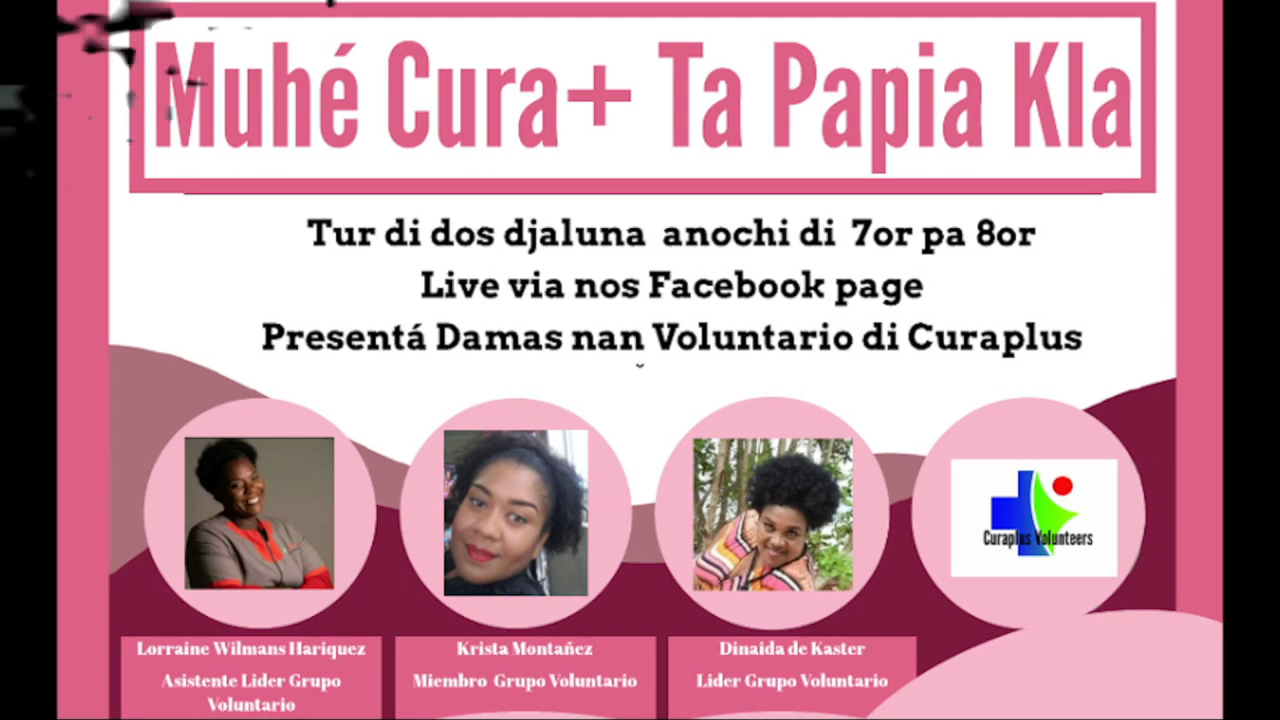 Muhé Cura+ Ta Papia Kla
Tur di dos djaluna anochi di 7or pa 8or
Live via nos Facebook page
Presentá Damas nan Voluntario di Curaplus
Curaplus Volunteers
Lorraine Wilmans Hariquez
Asistente Lider Grupo
Voluntario
Krista Montañez
Miembro Grupo Voluntario
Dinaida de Kaster
Lider Grupo Voluntario